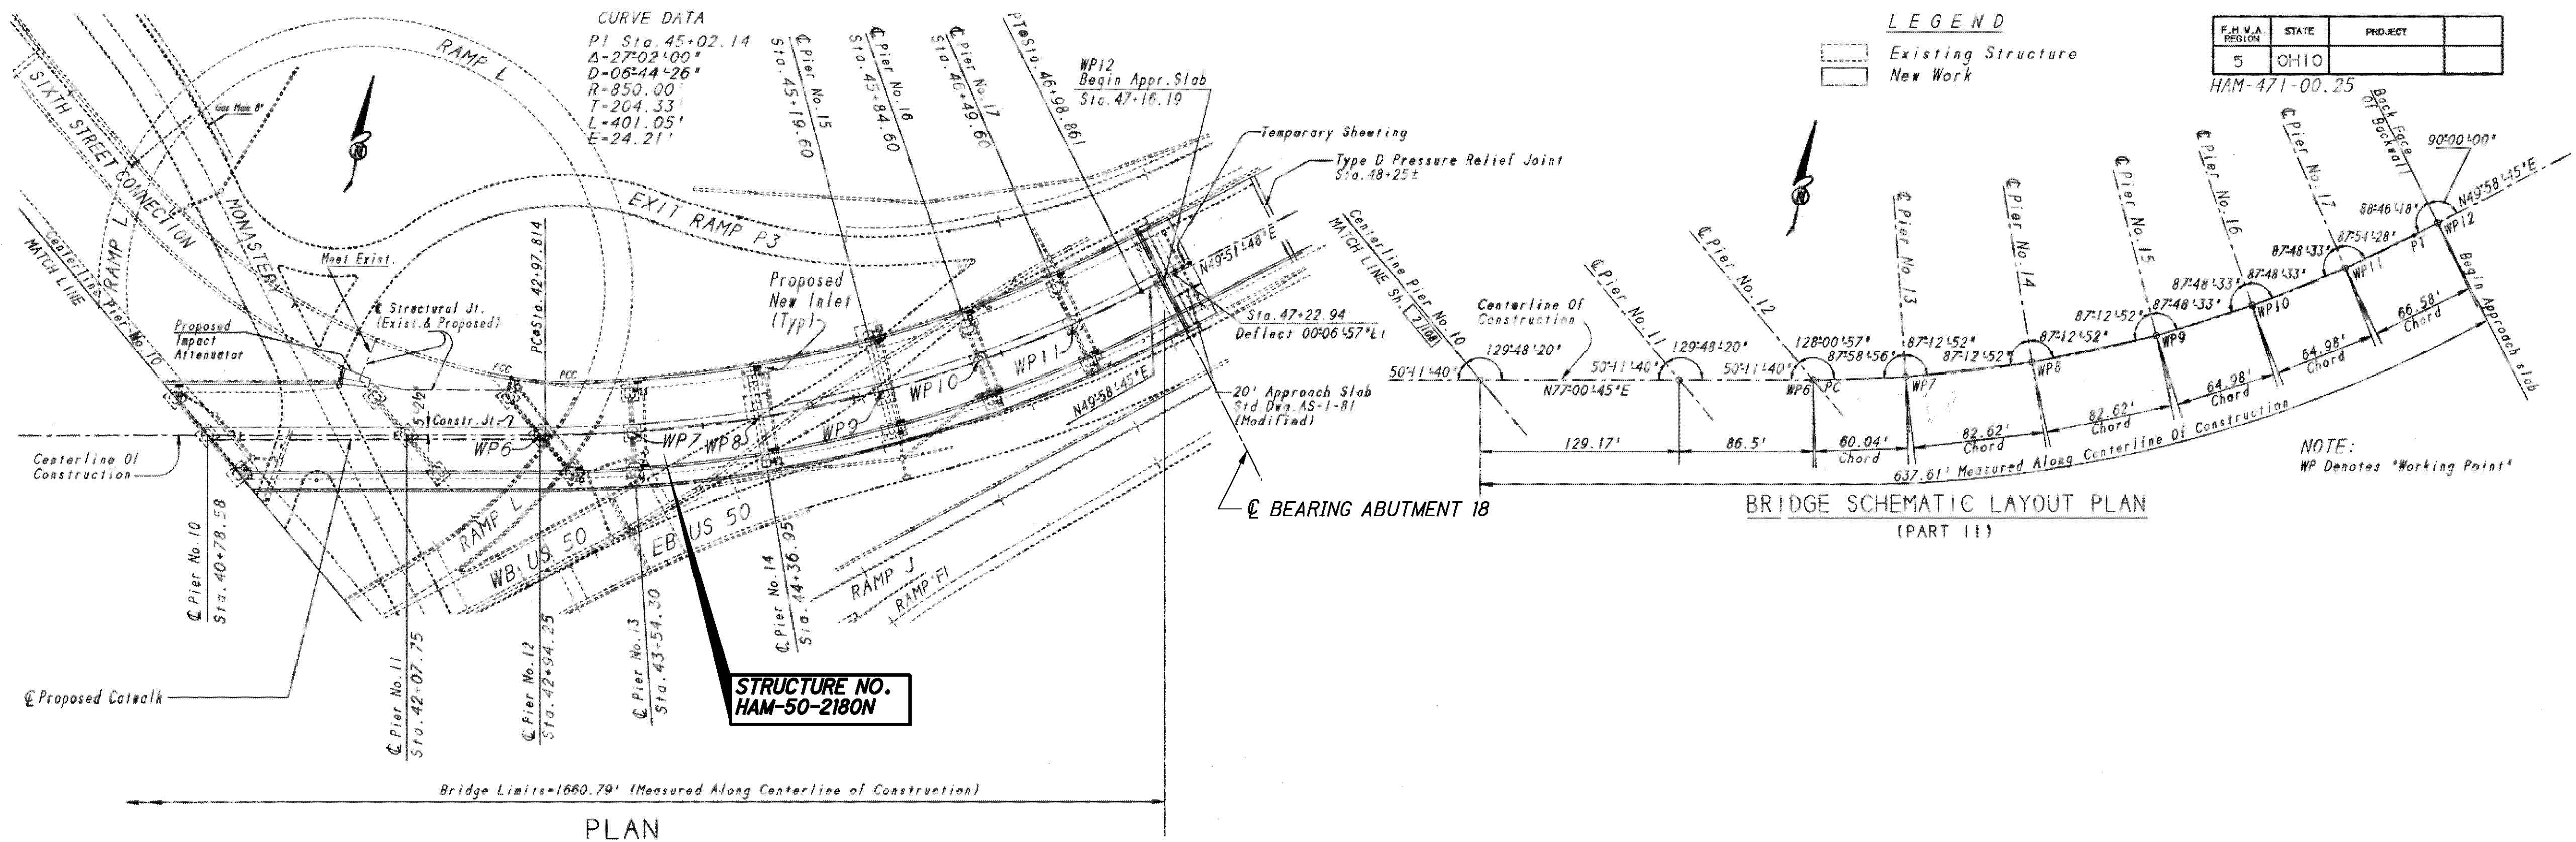 CURVE DATA
PI Sta.45+02.14
Δ=27°02'00"
D=06°44'26"
R=850.00'
T=204.33'
L=401.05'
E=24.21'
℄ Pier No.15
Sta.45+19.60
℄ Pier No.16
Sta.45+84.60
℄ Pier No.17
Sta.46+49.60
PT@Sta.46+98.861
WP12
Begin Appr.Slab
Sta.47+16.19
Temporary Sheeting
Type D Pressure Relief Joint
Sta.48+25±
LEGEND
Existing Structure
New Work
F.H.W.A. REGION
STATE
PROJECT
5
OHIO
HAM-471-00.25
RAMP L
SIXTH STREET CONNECTION
Gas Main 8"
RAMP L
MONASTERY
N
Centerline Pier No.10
MATCH LINE
Meet Exist.
℄ Structural Jt.
(Exist.& Proposed)
Proposed
Impact
Attenuator
EXIT RAMP P3
PC@Sta.42+97.814
Proposed
New Inlet
(Typ)
PCC
PCC
5'-2½"
Constr.Jt.
WP6
WP7
WP8
WP9
WP10
WP11
N49°51'48"E
N49°58'45"E
Sta.47+22.94
Deflect 00°06'57"Lt
20' Approach Slab
Std.Dwg.AS-1-81
(Modified)
℄ BEARING ABUTMENT 18
Centerline Of
Construction
RAMP L
WB US 50
EB US 50
RAMP J
RAMP F1
℄ Pier No.10
Sta.40+78.58
℄ Pier No.11
Sta.42+07.75
℄ Pier No.12
Sta.42+94.25
℄ Pier No.13
Sta.43+54.30
℄ Pier No.14
Sta.44+36.95
℄ Proposed Catwalk
STRUCTURE NO.
HAM-50-2180N
Bridge Limits=1660.79' (Measured Along Centerline of Construction)
PLAN
N
Centerline Pier No.10
MATCH LINE Sh. 2/108
℄ Pier No.11
℄ Pier No.12
℄ Pier No.13
℄ Pier No.14
℄ Pier No.15
℄ Pier No.16
℄ Pier No.17
Back Face
Of Backwall
90°00'00"
N49°58'45"E
Centerline Of
Construction
50°11'40"
129°48'20"
N77°00'45"E
50°11'40"
129°48'20"
50°11'40"
128°00'57"
87°58'56"
87°12'52"
87°12'52"
87°12'52"
87°12'52"
87°48'33"
87°48'33"
87°48'33"
87°48'33"
87°54'28"
88°46'18"
WP6
PC
WP7
WP8
WP9
WP10
WP11
PT
WP12
Begin Approach slab
129.17'
86.5'
60.04'
Chord
82.62'
Chord
82.62'
Chord
64.98'
Chord
64.98'
Chord
66.58'
Chord
637.61' Measured Along Centerline Of Construction
NOTE:
WP Denotes "Working Point"
BRIDGE SCHEMATIC LAYOUT PLAN
(PART II)